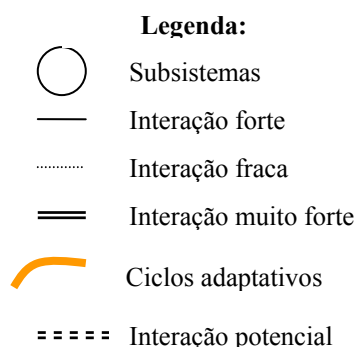 Legenda:
Subsistemas
Interação forte
Interação fraca
Interação muito forte
Ciclos adaptativos
Interação potencial